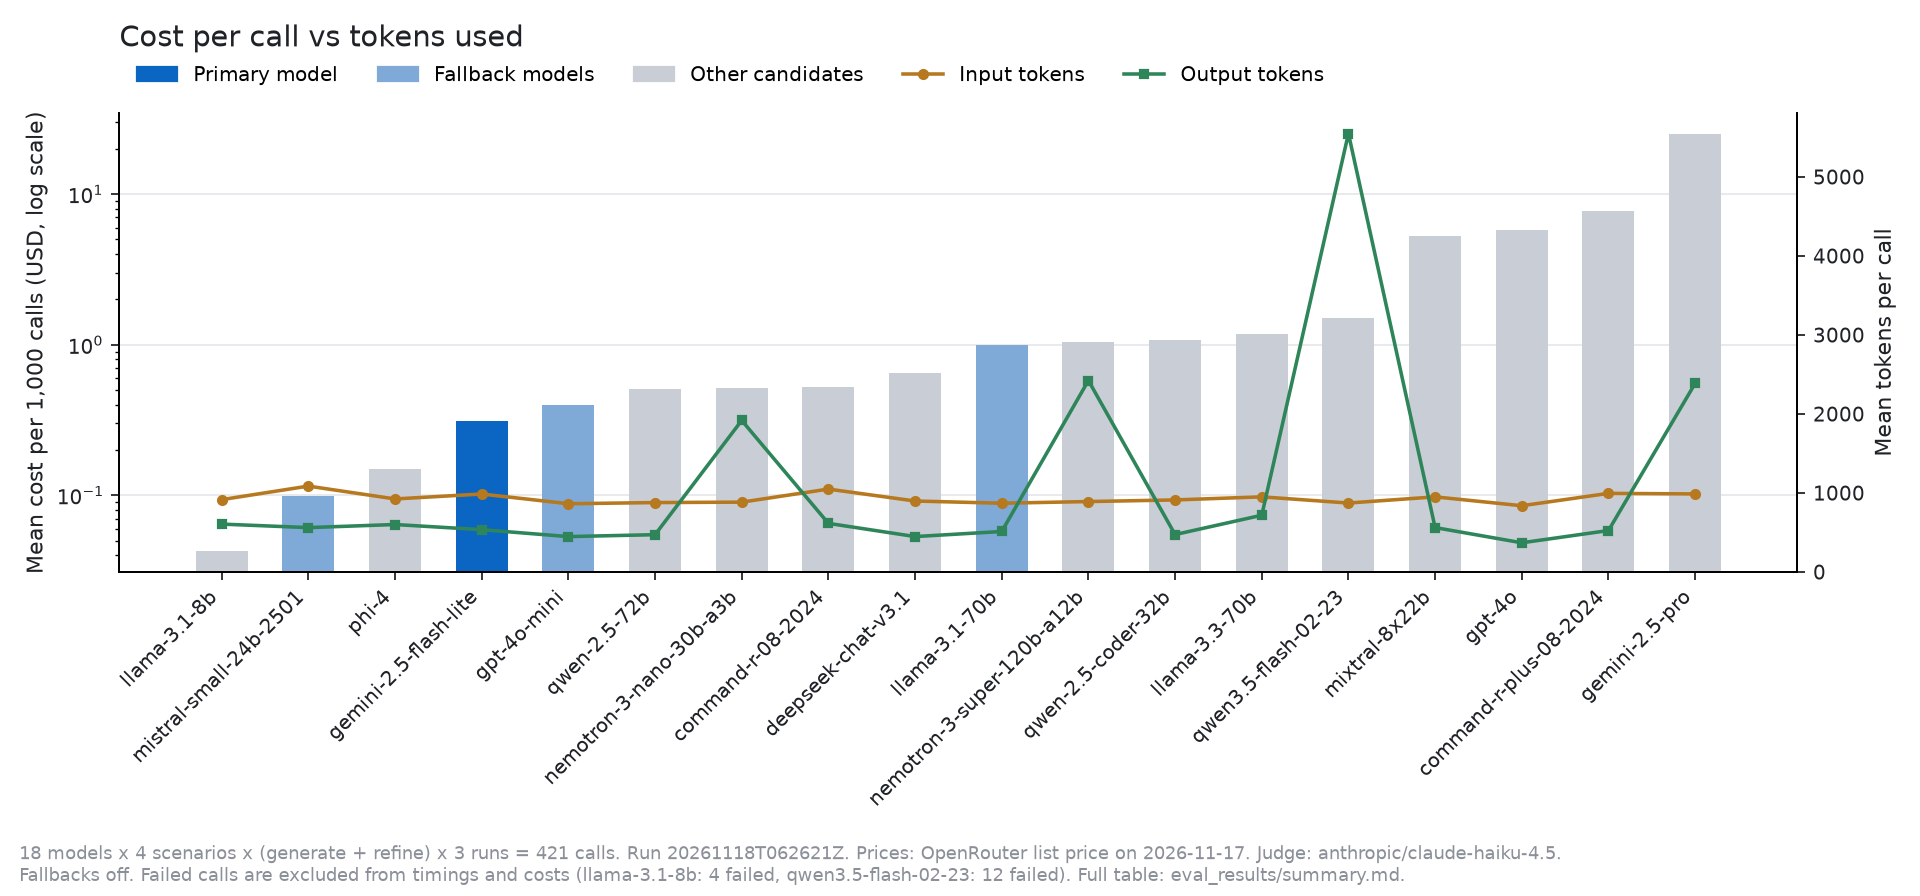 Cost per call vs tokens used
Primary model
Fallback models
Other candidates
Input tokens
Output tokens
Mean cost per 1,000 calls (USD, log scale)
10¹
10⁰
10⁻¹
5000
4000
3000
2000
1000
0
Mean tokens per call
llama-3.1-8b
mistral-small-24b-2501
phi-4
gemini-2.5-flash-lite
gpt-4o-mini
qwen-2.5-72b
nemotron-3-nano-30b-a3b
command-r-08-2024
deepseek-chat-v3.1
llama-3.1-70b
nemotron-3-super-120b-a12b
qwen-2.5-coder-32b
llama-3.3-70b
qwen3.5-flash-02-23
mixtral-8x22b
gpt-4o
command-r-plus-08-2024
gemini-2.5-pro
18 models x 4 scenarios x (generate + refine) x 3 runs = 421 calls. Run 20261118T062621Z. Prices: OpenRouter list price on 2026-11-17. Judge: anthropic/claude-haiku-4.5.
Fallbacks off. Failed calls are excluded from timings and costs (llama-3.1-8b: 4 failed, qwen3.5-flash-02-23: 12 failed). Full table: eval_results/summary.md.